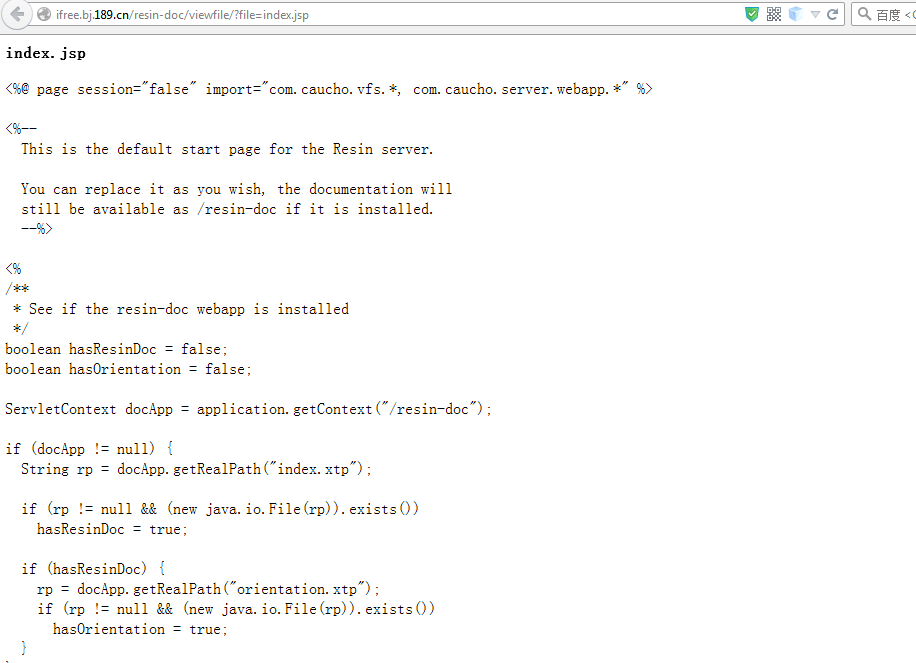 ifree.bj.189.cn/resin-doc/viewfile/?file=index.jsp
百度 <C
index.jsp
<%@ page session="false" import="com.caucho.vfs.*, com.caucho.server.webapp.*" %>
<%--
This is the default start page for the Resin server.
You can replace it as you wish, the documentation will
still be available as /resin-doc if it is installed.
--%>
<%
/**
* See if the resin-doc webapp is installed
*/
boolean hasResinDoc = false;
boolean hasOrientation = false;
ServletContext docApp = application.getContext("/resin-doc");
if (docApp != null) {
String rp = docApp.getRealPath("index.xtp");
if (rp != null && (new java.io.File(rp)).exists())
hasResinDoc = true;
if (hasResinDoc) {
rp = docApp.getRealPath("orientation.xtp");
if (rp != null && (new java.io.File(rp)).exists())
hasOrientation = true;
}